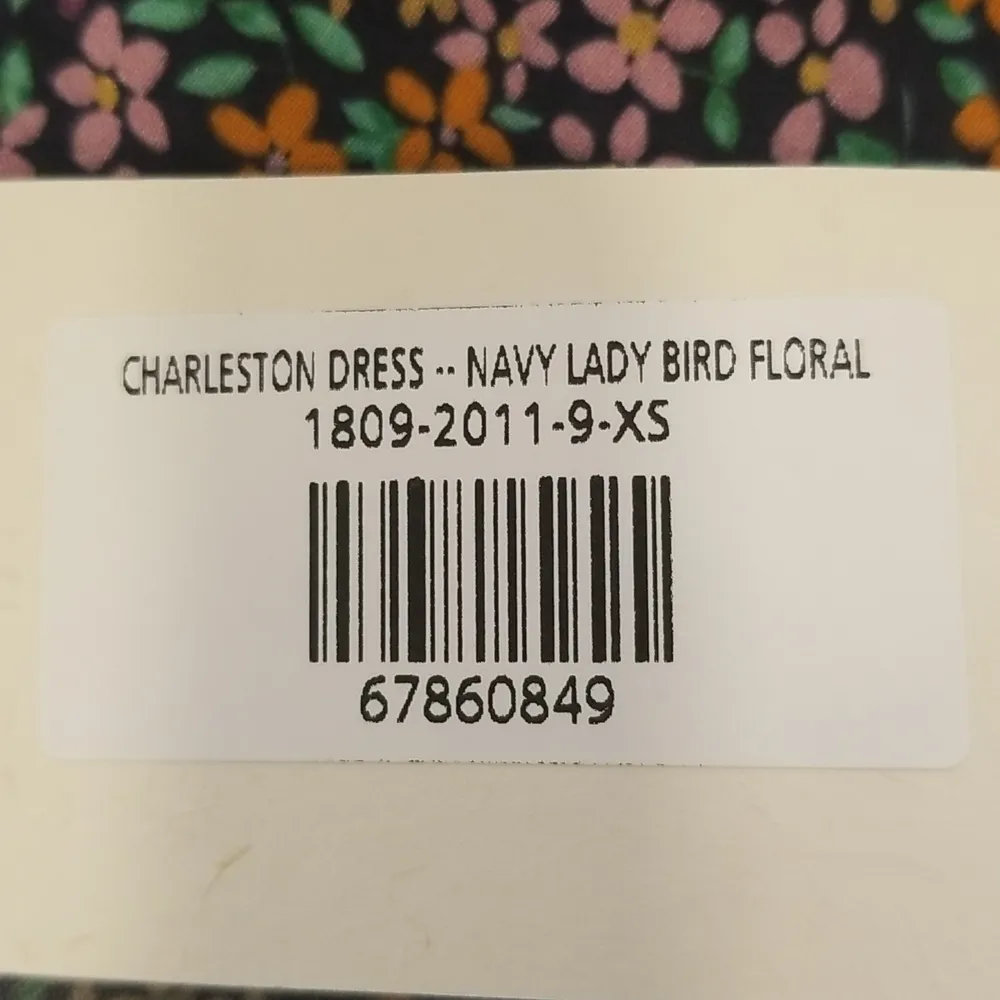 CHARLESTON DRESS -- NAVY LADY BIRD FLORAL
1809-2011-9-XS
67860849